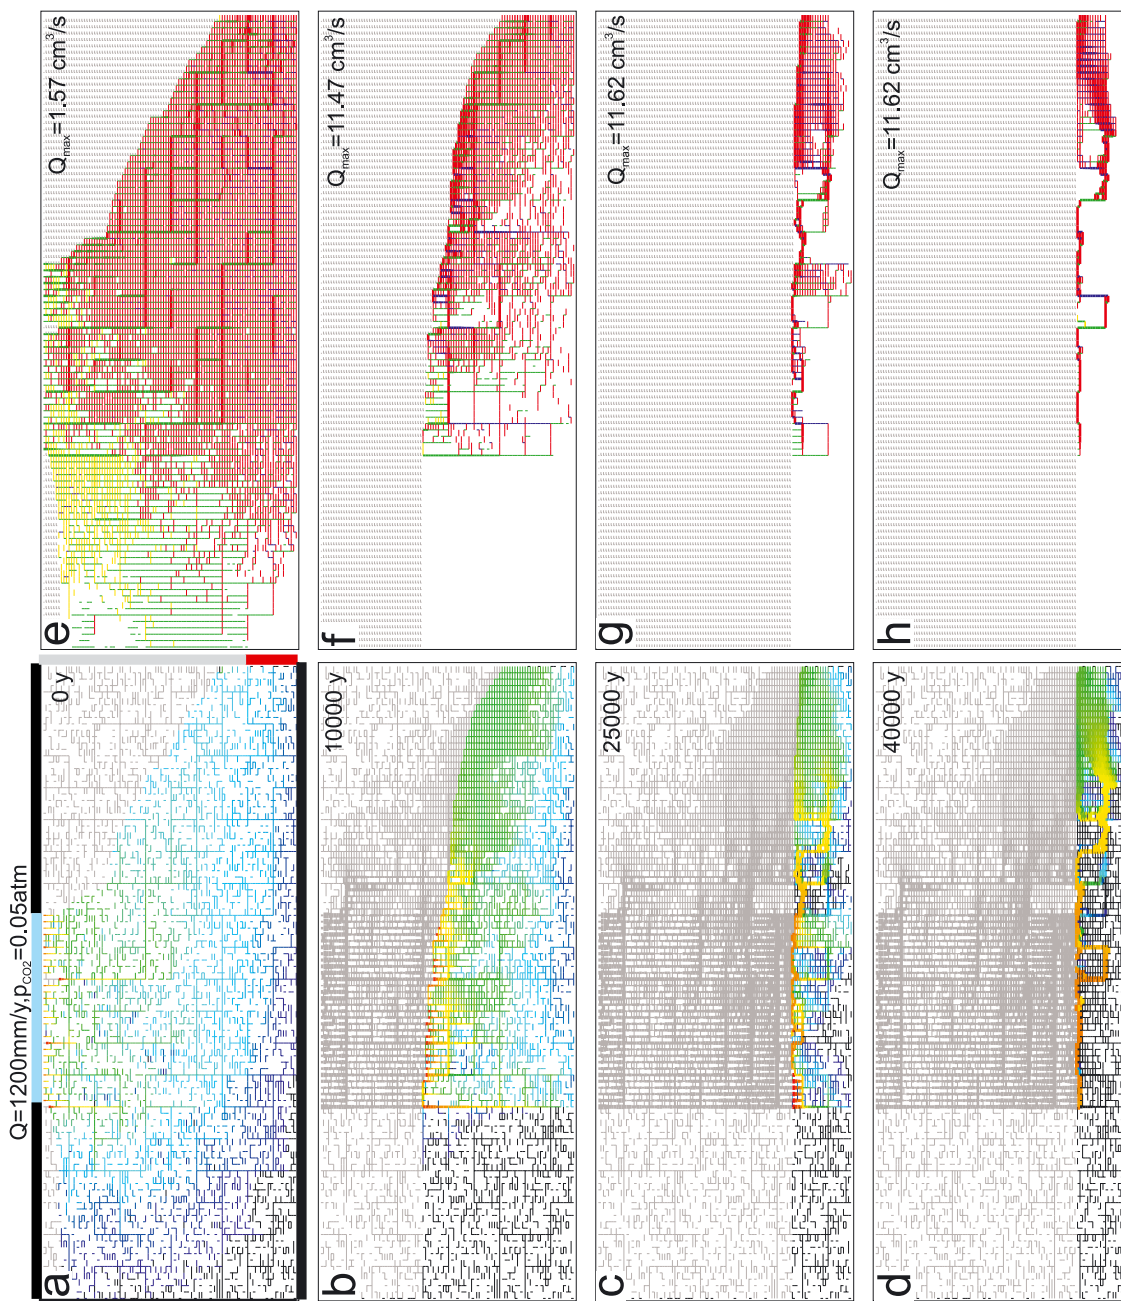 Q=1200mm/y,pCO2=0.05atm
a
0 y
b
10000 y
c
25000 y
d
40000 y
e
Qmax=1.57 cm³/s
f
Qmax=11.47 cm³/s
g
Qmax=11.62 cm³/s
h
Qmax=11.62 cm³/s